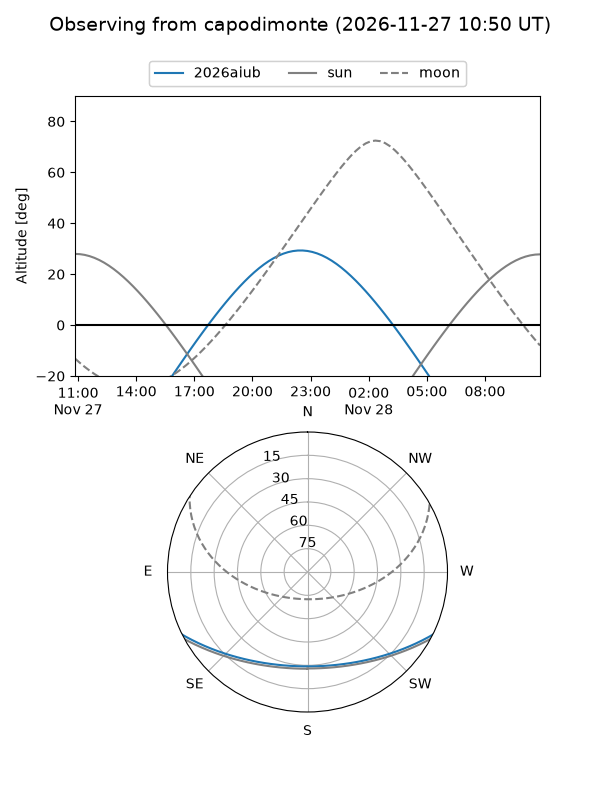 Observing from capodimonte (2026-11-27 10:50 UT)
2026aiub sun moon
Altitude [deg]
80
60
40
20
0
−20
11:00 14:00 17:00 20:00 23:00 02:00 05:00 08:00
Nov 27 Nov 28
N
NE NW
15
30
45
60
75
E W
SE SW
S